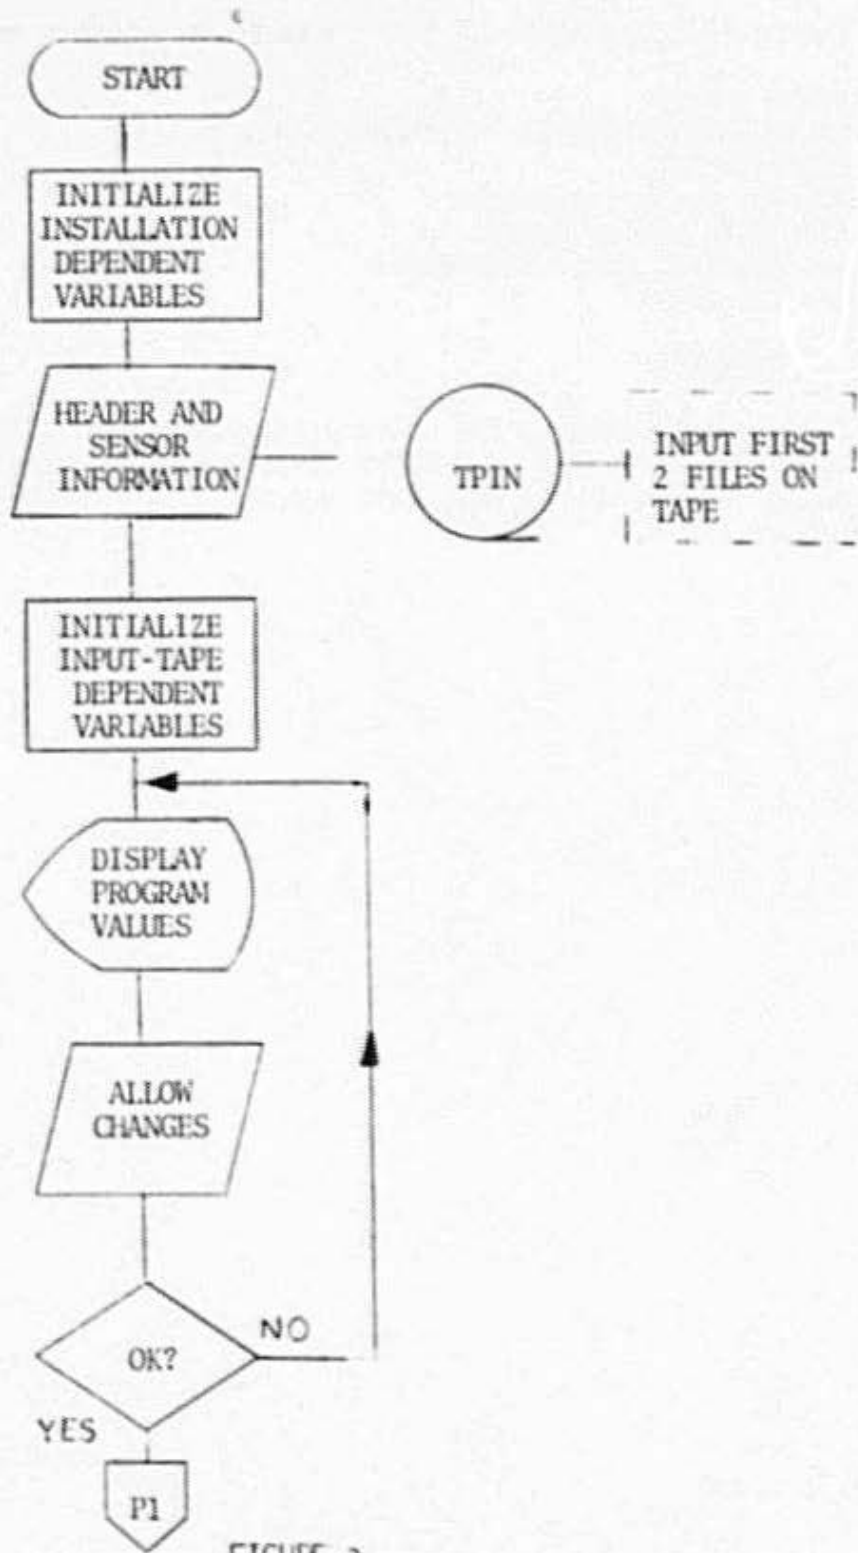 START
INITIALIZE
INSTALLATION
DEPENDENT
VARIABLES
HEADER AND
SENSOR
INFORMATION
TPIN
INPUT FIRST
2 FILES ON
TAPE
INITIALIZE
INPUT-TAPE
DEPENDENT
VARIABLES
DISPLAY
PROGRAM
VALUES
ALLOW
CHANGES
OK?
NO
YES
P1
FIGURE